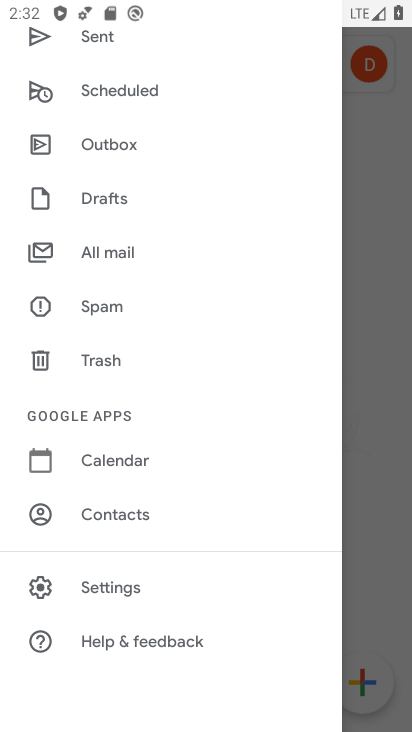 2:32
LTE
Sent
D
Scheduled
Outbox
Drafts
All mail
Spam
Trash
GOOGLE APPS
Calendar
Contacts
Settings
Help & feedback